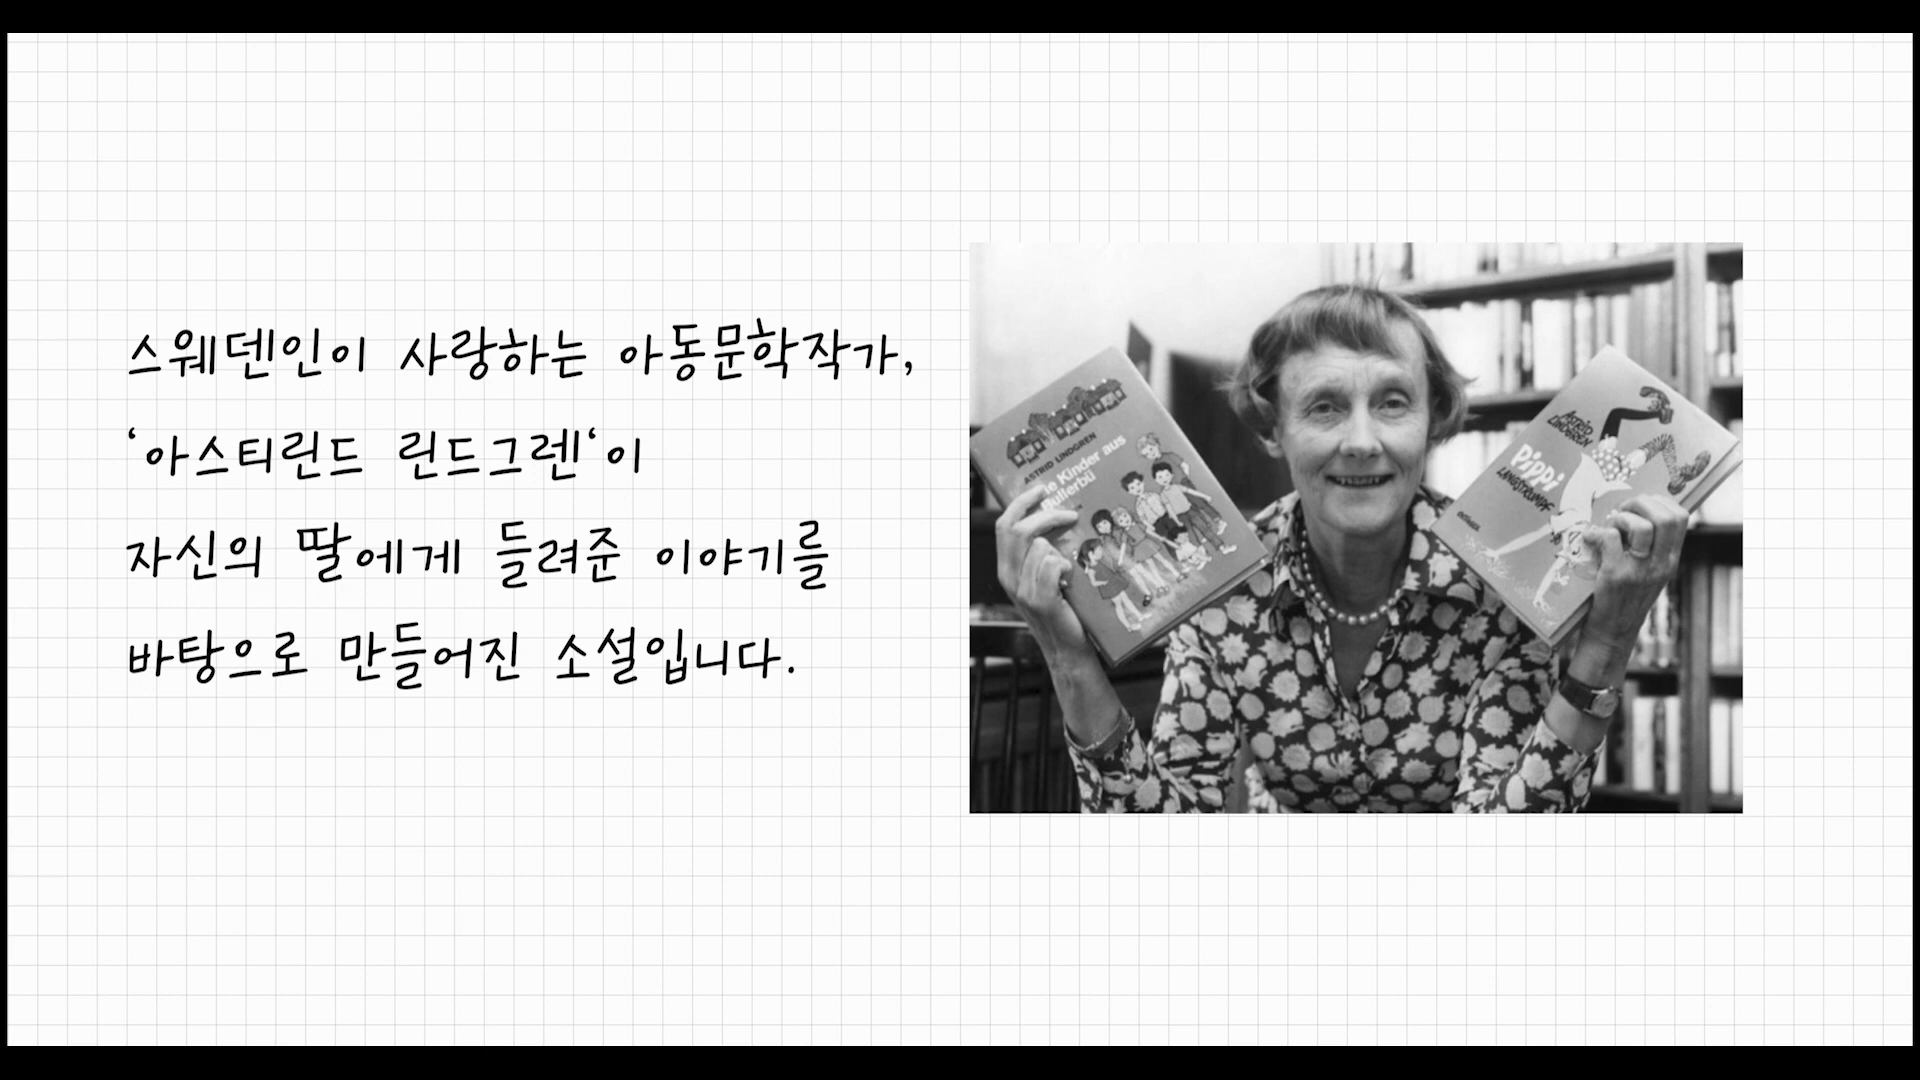 스웨덴인이 사랑하는 아동문학작가,
‘아스티린드 린드그렌‘이
자신의 딸에게 들려준 이야기를
바탕으로 만들어진 소설입니다.
ASTRID LINDGREN
Kinder aus
Bullerbü
ASTRID
LINDGREN
Pippi
LANGSTRUMPF
OETINGER